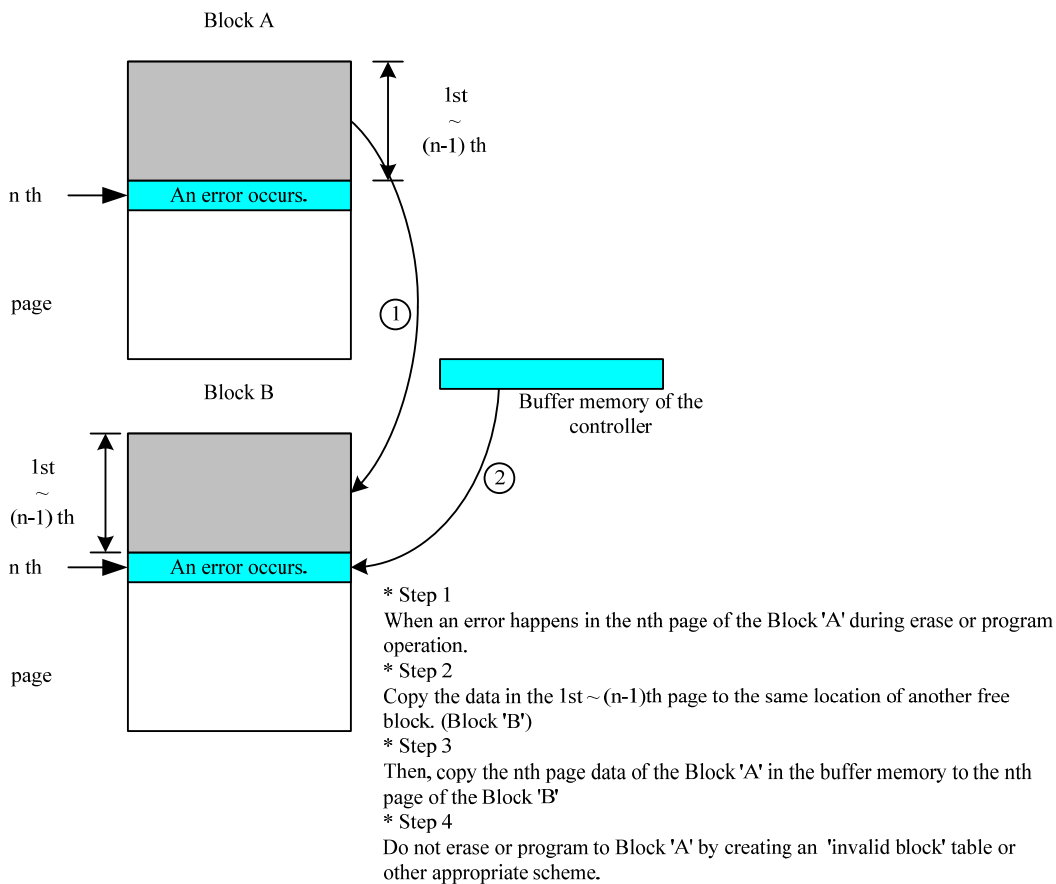 Block A
1st
~
(n-1) th
n th
An error occurs.
page
1
Block B
Buffer memory of the
controller
1st
~
(n-1) th
2
n th
An error occurs.
page
* Step 1
When an error happens in the nth page of the Block 'A' during erase or program
operation.
* Step 2
Copy the data in the 1st ~ (n-1)th page to the same location of another free
block. (Block 'B')
* Step 3
Then, copy the nth page data of the Block 'A' in the buffer memory to the nth
page of the Block 'B'
* Step 4
Do not erase or program to Block 'A' by creating an 'invalid block' table or
other appropriate scheme.